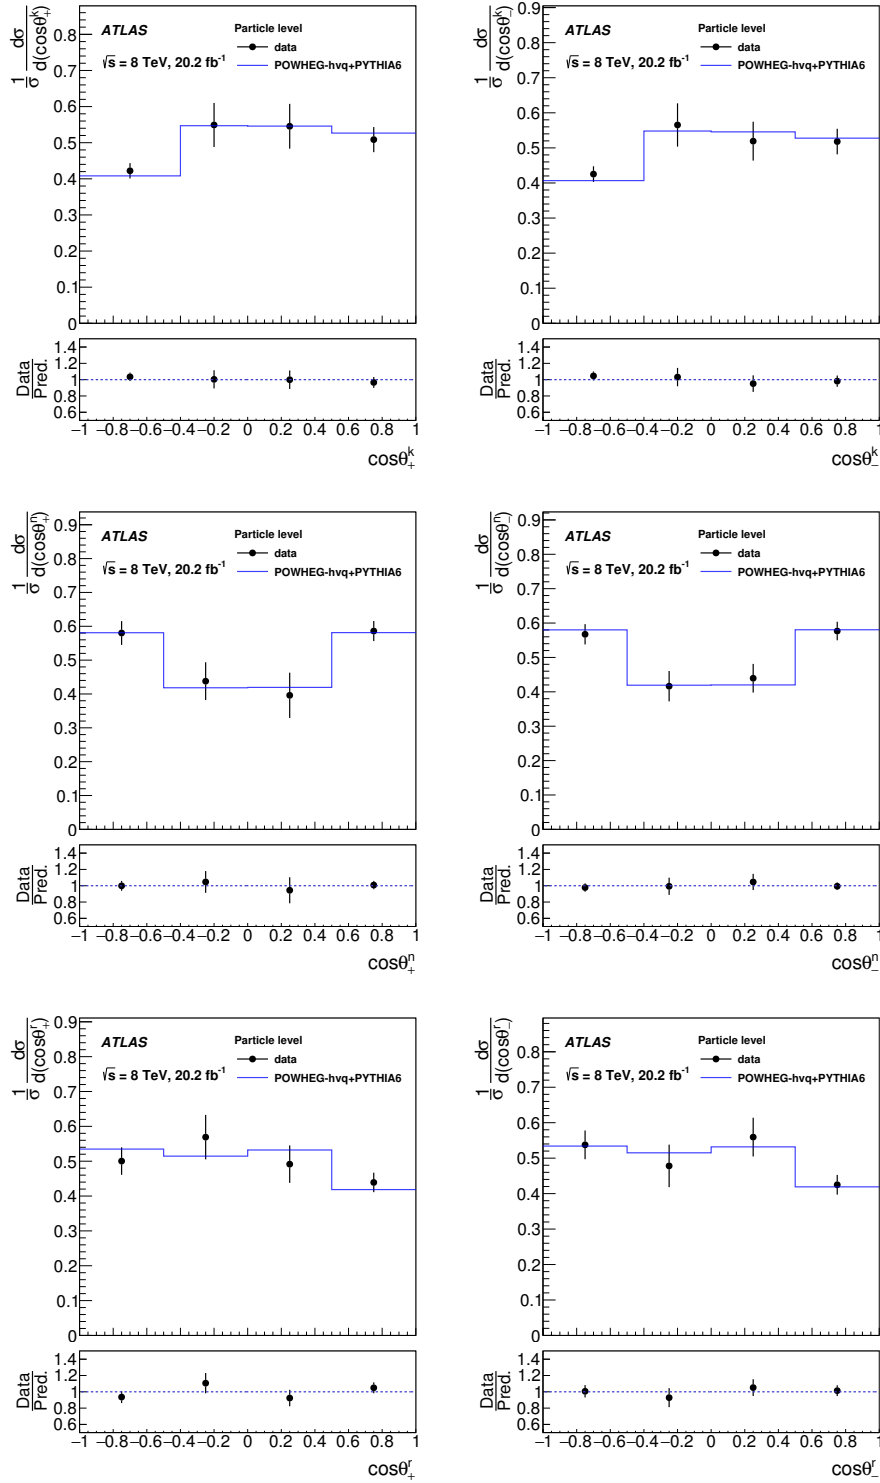 1/σ dσ/d(cosθ₊ᵏ)
ATLAS
Particle level
√s = 8 TeV, 20.2 fb⁻¹
data
POWHEG-hvq+PYTHIA6
0.8
0.7
0.6
0.5
0.4
0.3
0.2
0.1
0
Data/Pred.
1.4
1.2
1
0.8
0.6
−1 −0.8 −0.6 −0.4 −0.2 0 0.2 0.4 0.6 0.8 1
cosθ₊ᵏ
1/σ dσ/d(cosθ₋ᵏ)
ATLAS
Particle level
√s = 8 TeV, 20.2 fb⁻¹
data
POWHEG-hvq+PYTHIA6
0.8
0.7
0.6
0.5
0.4
0.3
0.2
0.1
0
Data/Pred.
1.4
1.2
1
0.8
0.6
−1 −0.8 −0.6 −0.4 −0.2 0 0.2 0.4 0.6 0.8 1
cosθ₋ᵏ
1/σ dσ/d(cosθ₊ⁿ)
ATLAS
Particle level
√s = 8 TeV, 20.2 fb⁻¹
data
POWHEG-hvq+PYTHIA6
0.9
0.8
0.7
0.6
0.5
0.4
0.3
0.2
0.1
0
Data/Pred.
1.4
1.2
1
0.8
0.6
−1 −0.8 −0.6 −0.4 −0.2 0 0.2 0.4 0.6 0.8 1
cosθ₊ⁿ
1/σ dσ/d(cosθ₋ⁿ)
ATLAS
Particle level
√s = 8 TeV, 20.2 fb⁻¹
data
POWHEG-hvq+PYTHIA6
0.9
0.8
0.7
0.6
0.5
0.4
0.3
0.2
0.1
0
Data/Pred.
1.4
1.2
1
0.8
0.6
−1 −0.8 −0.6 −0.4 −0.2 0 0.2 0.4 0.6 0.8 1
cosθ₋ⁿ
1/σ dσ/d(cosθ₊ʳ)
ATLAS
Particle level
√s = 8 TeV, 20.2 fb⁻¹
data
POWHEG-hvq+PYTHIA6
0.9
0.8
0.7
0.6
0.5
0.4
0.3
0.2
0.1
0
Data/Pred.
1.4
1.2
1
0.8
0.6
−1 −0.8 −0.6 −0.4 −0.2 0 0.2 0.4 0.6 0.8 1
cosθ₊ʳ
1/σ dσ/d(cosθ₋ʳ)
ATLAS
Particle level
√s = 8 TeV, 20.2 fb⁻¹
data
POWHEG-hvq+PYTHIA6
0.8
0.7
0.6
0.5
0.4
0.3
0.2
0.1
0
Data/Pred.
1.4
1.2
1
0.8
0.6
−1 −0.8 −0.6 −0.4 −0.2 0 0.2 0.4 0.6 0.8 1
cosθ₋ʳ